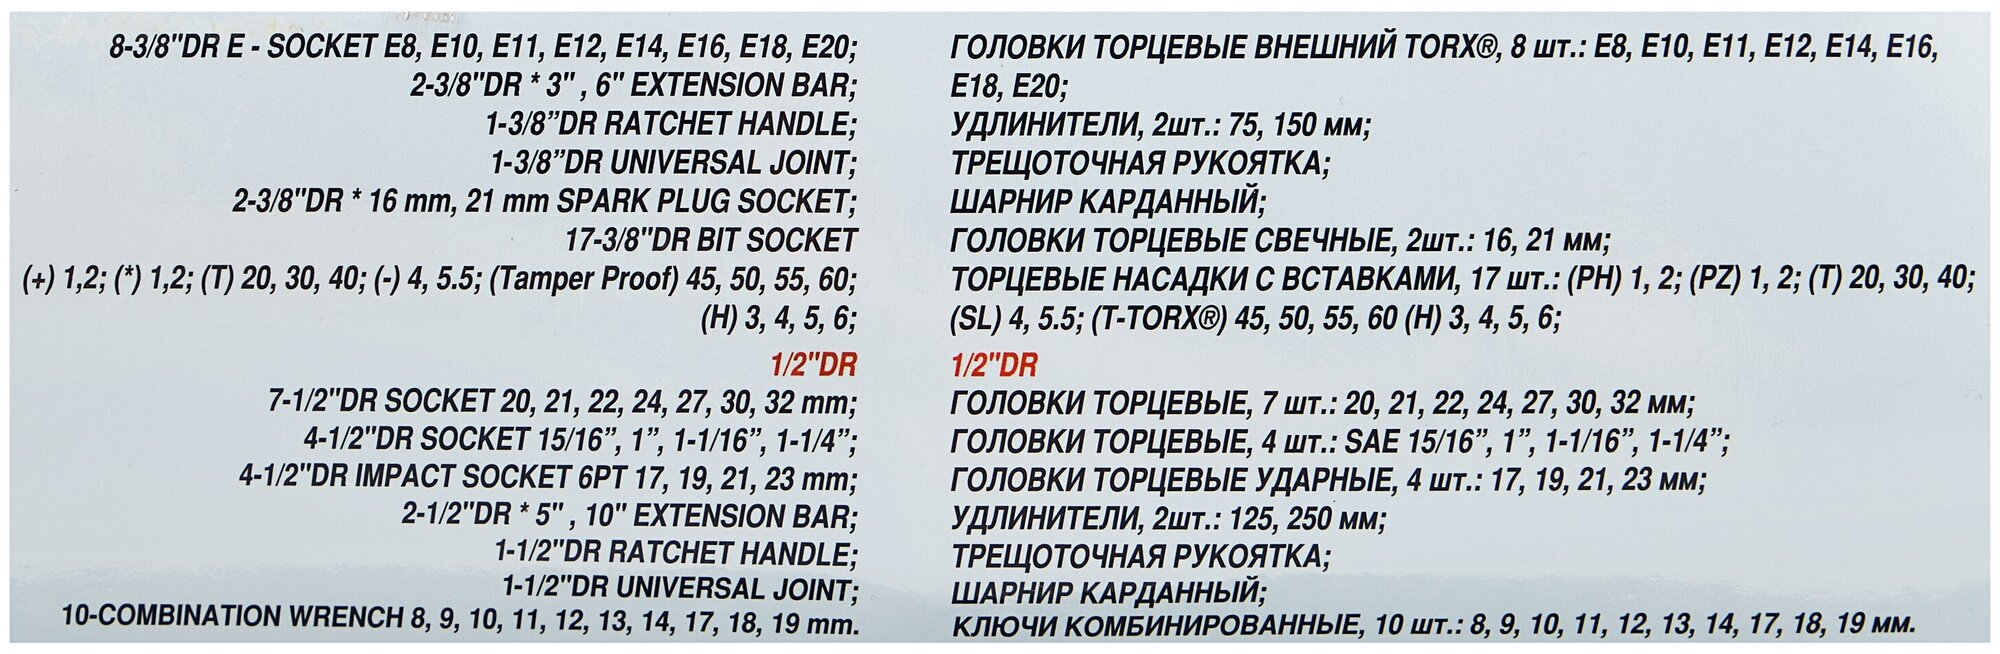 8-3/8"DR E - SOCKET E8, E10, E11, E12, E14, E16, E18, E20;
2-3/8"DR * 3" , 6" EXTENSION BAR;
1-3/8”DR RATCHET HANDLE;
1-3/8”DR UNIVERSAL JOINT;
2-3/8"DR * 16 mm, 21 mm SPARK PLUG SOCKET;
17-3/8"DR BIT SOCKET
(+) 1,2; (*) 1,2; (T) 20, 30, 40; (-) 4, 5.5; (Tamper Proof) 45, 50, 55, 60;
(H) 3, 4, 5, 6;
1/2"DR
7-1/2"DR SOCKET 20, 21, 22, 24, 27, 30, 32 mm;
4-1/2"DR SOCKET 15/16”, 1”, 1-1/16”, 1-1/4”;
4-1/2"DR IMPACT SOCKET 6PT 17, 19, 21, 23 mm;
2-1/2"DR * 5" , 10" EXTENSION BAR;
1-1/2"DR RATCHET HANDLE;
1-1/2"DR UNIVERSAL JOINT;
10-COMBINATION WRENCH 8, 9, 10, 11, 12, 13, 14, 17, 18, 19 mm.
ГОЛОВКИ ТОРЦЕВЫЕ ВНЕШНИЙ TORX®, 8 шт.: E8, E10, E11, E12, E14, E16,
E18, E20;
УДЛИНИТЕЛИ, 2шт.: 75, 150 мм;
ТРЕЩОТОЧНАЯ РУКОЯТКА;
ШАРНИР КАРДАННЫЙ;
ГОЛОВКИ ТОРЦЕВЫЕ СВЕЧНЫЕ, 2шт.: 16, 21 мм;
ТОРЦЕВЫЕ НАСАДКИ С ВСТАВКАМИ, 17 шт.: (PH) 1, 2; (PZ) 1, 2; (T) 20, 30, 40;
(SL) 4, 5.5; (T-TORX®) 45, 50, 55, 60 (H) 3, 4, 5, 6;
1/2"DR
ГОЛОВКИ ТОРЦЕВЫЕ, 7 шт.: 20, 21, 22, 24, 27, 30, 32 мм;
ГОЛОВКИ ТОРЦЕВЫЕ, 4 шт.: SAE 15/16”, 1”, 1-1/16”, 1-1/4”;
ГОЛОВКИ ТОРЦЕВЫЕ УДАРНЫЕ, 4 шт.: 17, 19, 21, 23 мм;
УДЛИНИТЕЛИ, 2шт.: 125, 250 мм;
ТРЕЩОТОЧНАЯ РУКОЯТКА;
ШАРНИР КАРДАННЫЙ;
КЛЮЧИ КОМБИНИРОВАННЫЕ, 10 шт.: 8, 9, 10, 11, 12, 13, 14, 17, 18, 19 мм.